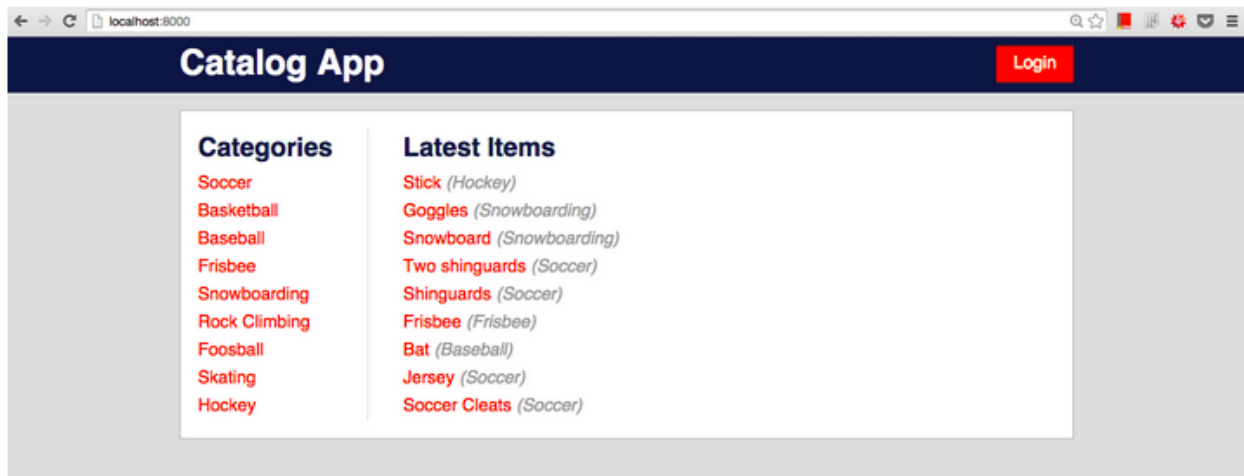 localhost:8000
Catalog App
Login
Categories
Soccer
Basketball
Baseball
Frisbee
Snowboarding
Rock Climbing
Foosball
Skating
Hockey
Latest Items
Stick (Hockey)
Goggles (Snowboarding)
Snowboard (Snowboarding)
Two shinguards (Soccer)
Shinguards (Soccer)
Frisbee (Frisbee)
Bat (Baseball)
Jersey (Soccer)
Soccer Cleats (Soccer)